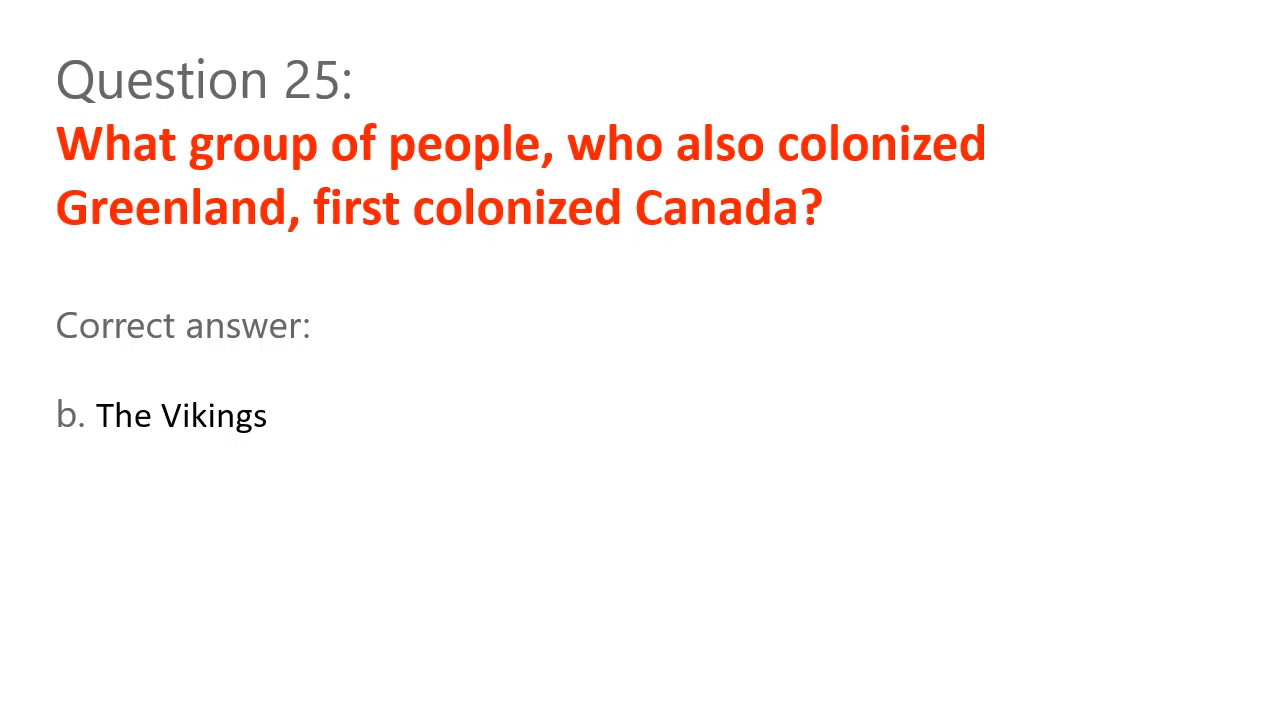 Question 25:
What group of people, who also colonized
Greenland, first colonized Canada?
Correct answer:
b. The Vikings